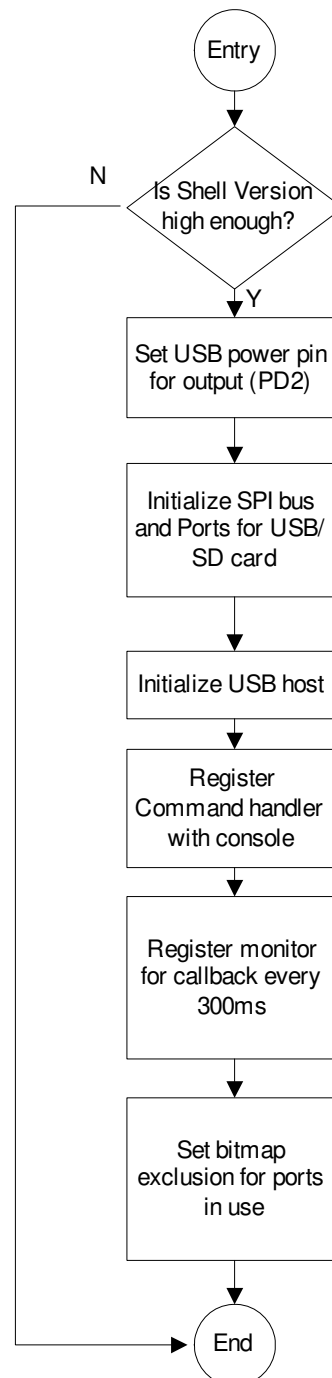 Entry
N
Is Shell Version
high enough?
Y
Set USB power pin
for output (PD2)
Initialize SPI bus
and Ports for USB/
SD card
Initialize USB host
Register
Command handler
with console
Register monitor
for callback every
300ms
Set bitmap
exclusion for ports
in use
End